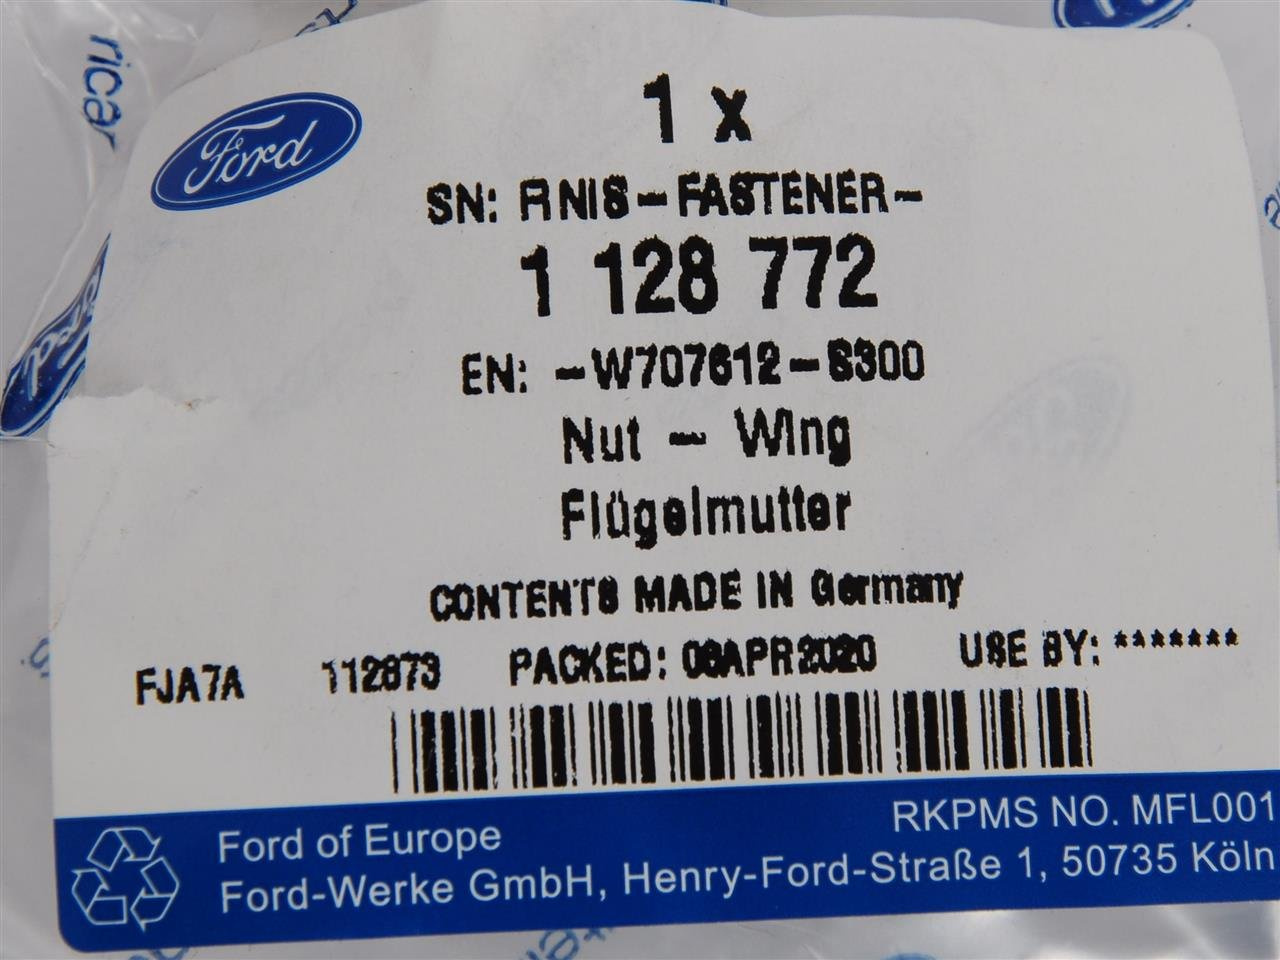 Ford
1 x
SN: FINIS-FASTENER-
1 128 772
EN: -W707612-S300
Nut - Wing
Flügelmutter
CONTENTS MADE IN Germany
FJA7A 112873 PACKED: 08APR2020 USE BY: *******
RKPMS NO. MFL001
Ford of Europe
Ford-Werke GmbH, Henry-Ford-Straße 1, 50735 Köln